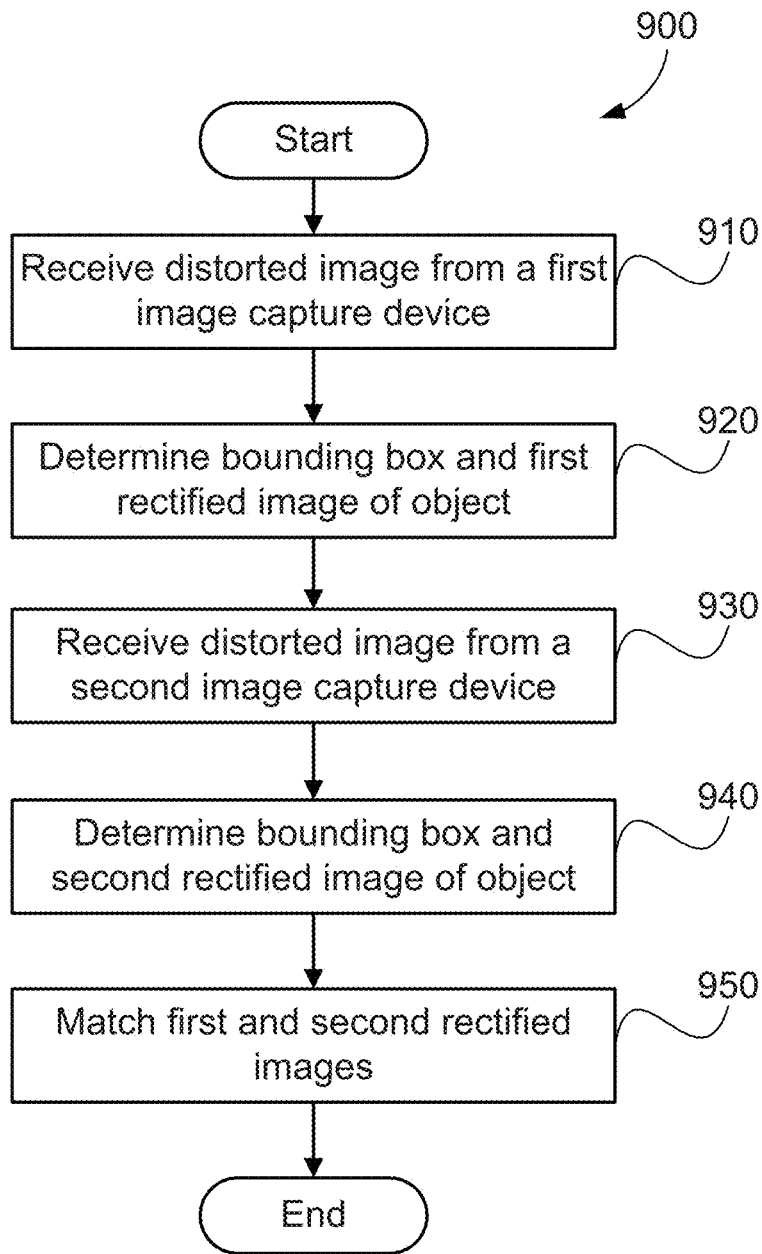 900
Start
910
Receive distorted image from a first
image capture device
920
Determine bounding box and first
rectified image of object
930
Receive distorted image from a
second image capture device
940
Determine bounding box and
second rectified image of object
950
Match first and second rectified
images
End